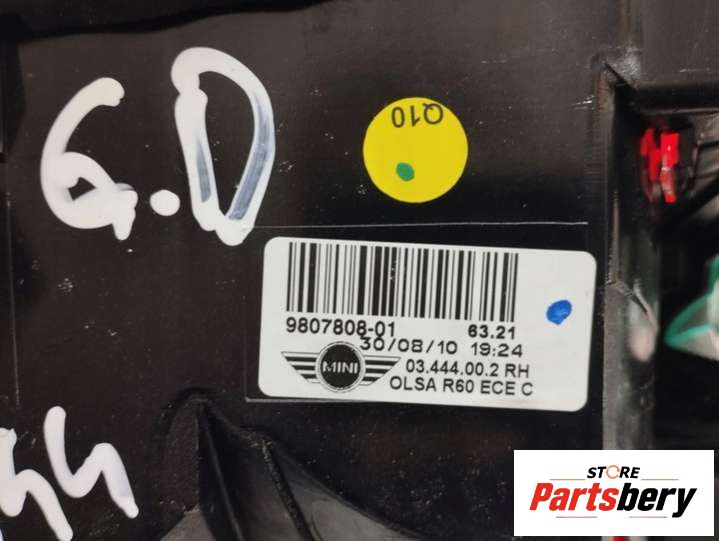 G.D
Q10
9807808-01 63.21
30/08/10 19:24
MINI
03.444.00.2 RH
OLSA R60 ECE C
STORE
Partsbery